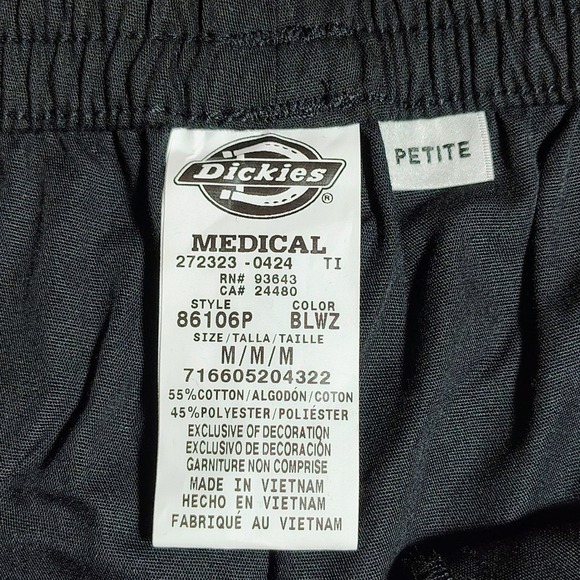 Dickies
®
PETITE
MEDICAL
272323 -0424 TI
RN# 93643
CA# 24480
STYLE COLOR
86106P BLWZ
SIZE/TALLA/TAILLE
M/M/M
716605204322
55%COTTON/ALGODÓN/COTON
45%POLYESTER/POLIÉSTER
EXCLUSIVE OF DECORATION
EXCLUSIVO DE DECORACIÓN
GARNITURE NON COMPRISE
MADE IN VIETNAM
HECHO EN VIETNAM
FABRIQUÉ AU VIETNAM